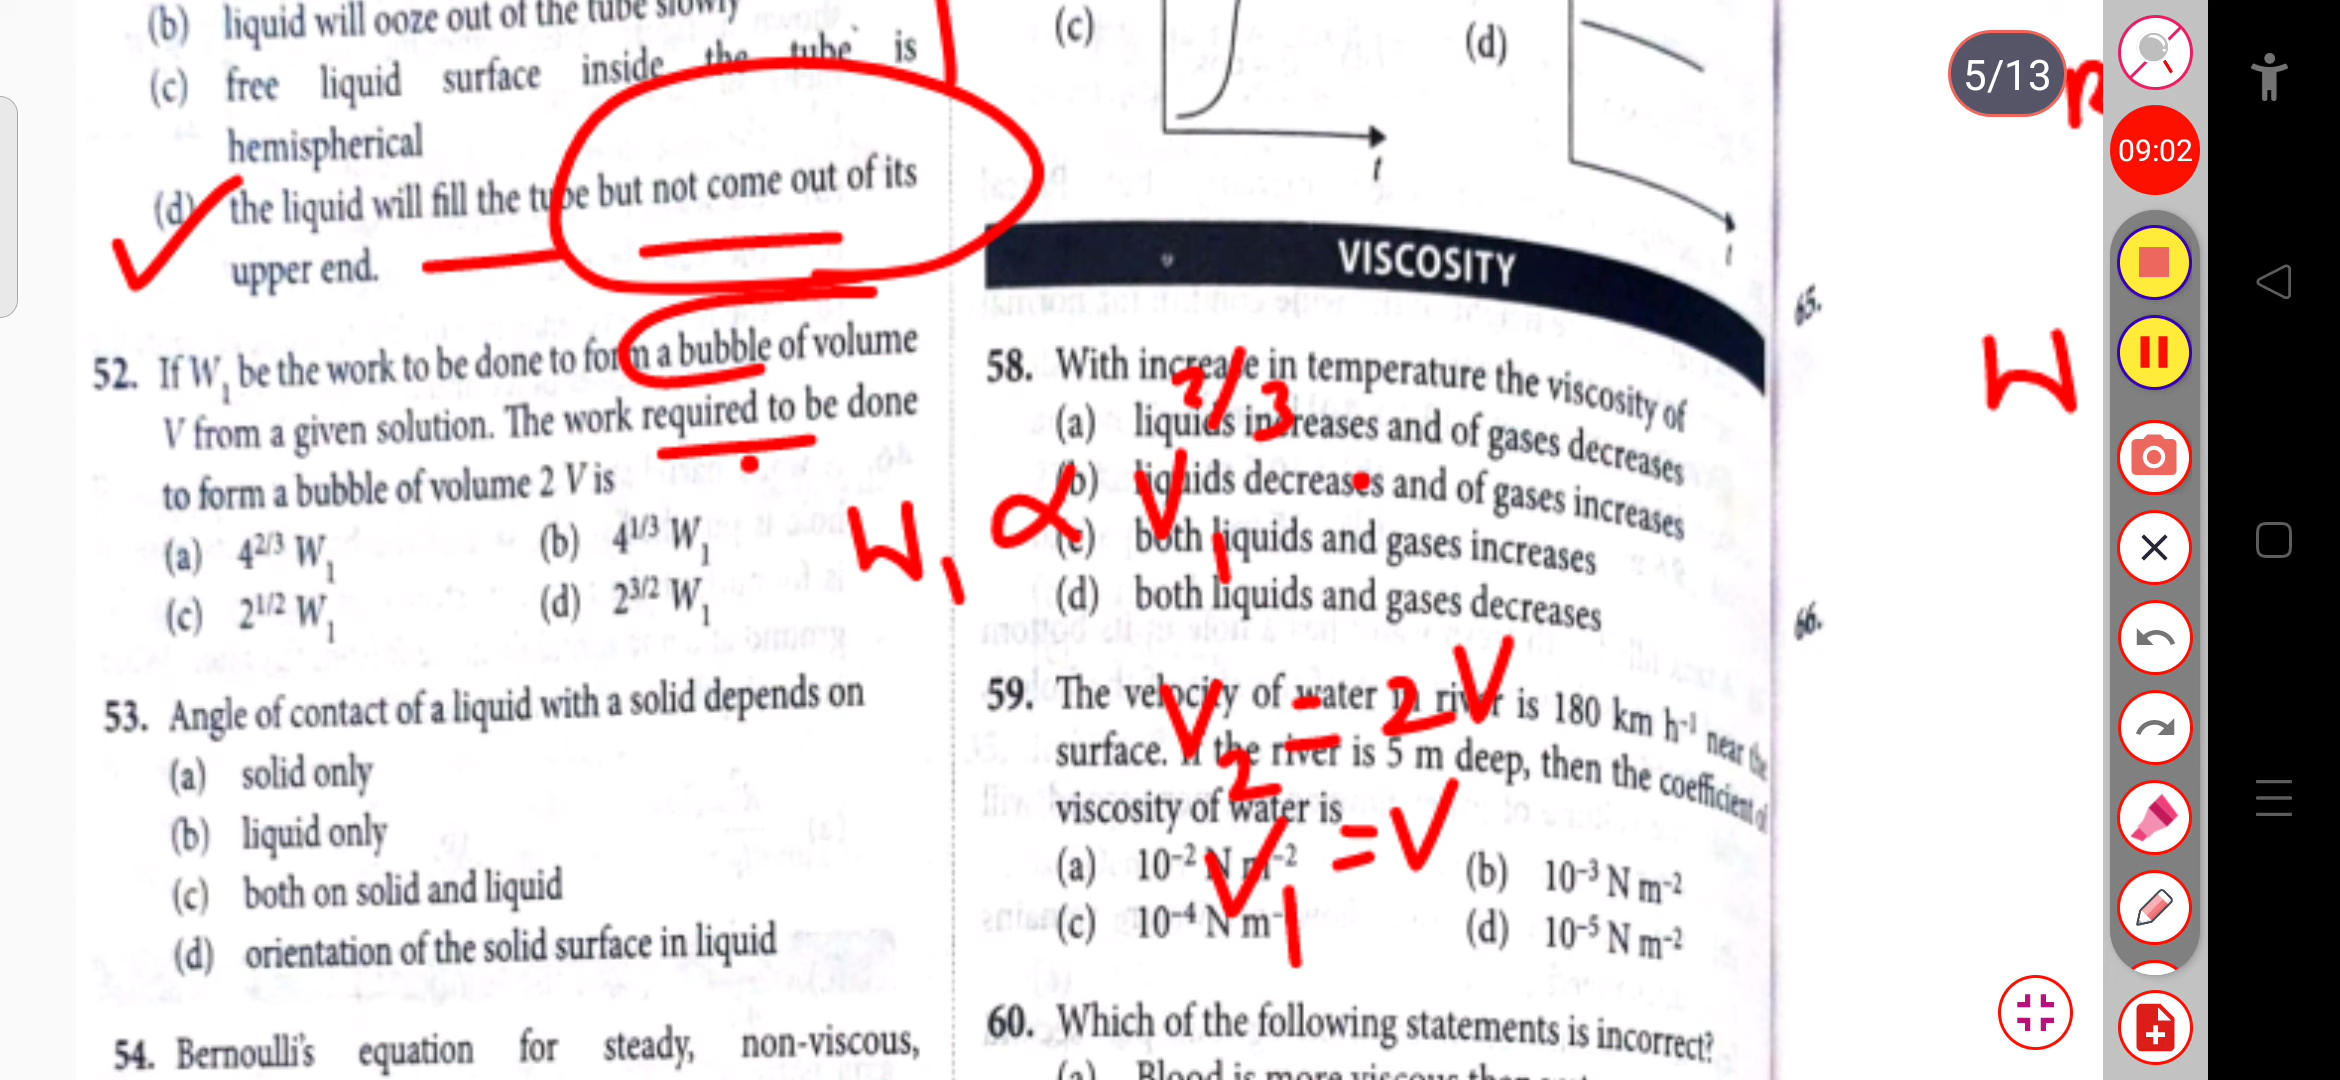 (b) liquid will ooze out of the tube slowly
(c) free liquid surface inside the tube is
hemispherical
(d) the liquid will fill the tube but not come out of its
upper end.
52. If W₁ be the work to be done to form a bubble of volume
V from a given solution. The work required to be done
to form a bubble of volume 2 V is
(a) 4^2/3 W₁ (b) 4^1/3 W₁
(c) 2^1/2 W₁ (d) 2^3/2 W₁
53. Angle of contact of a liquid with a solid depends on
(a) solid only
(b) liquid only
(c) both on solid and liquid
(d) orientation of the solid surface in liquid
54. Bernoulli's equation for steady, non-viscous,
(c) (d)
t
t
VISCOSITY
58. With increase in temperature the viscosity of
(a) liquids increases and of gases decreases
(b) liquids decreases and of gases increases
(c) both liquids and gases increases
(d) both liquids and gases decreases
59. The velocity of water in river is 180 km h⁻¹ near the
surface. If the river is 5 m deep, then the coefficient of
viscosity of water is
(a) 10⁻² N m⁻² (b) 10⁻³ N m⁻²
(c) 10⁻⁴ N m (d) 10⁻⁵ N m⁻²
60. Which of the following statements is incorrect?
(a) Blood is more viscous than
W₁ ∝ V₁ 2/3
V₂ = 2V
V₁ = V
65.
66.
W
5/13
09:02